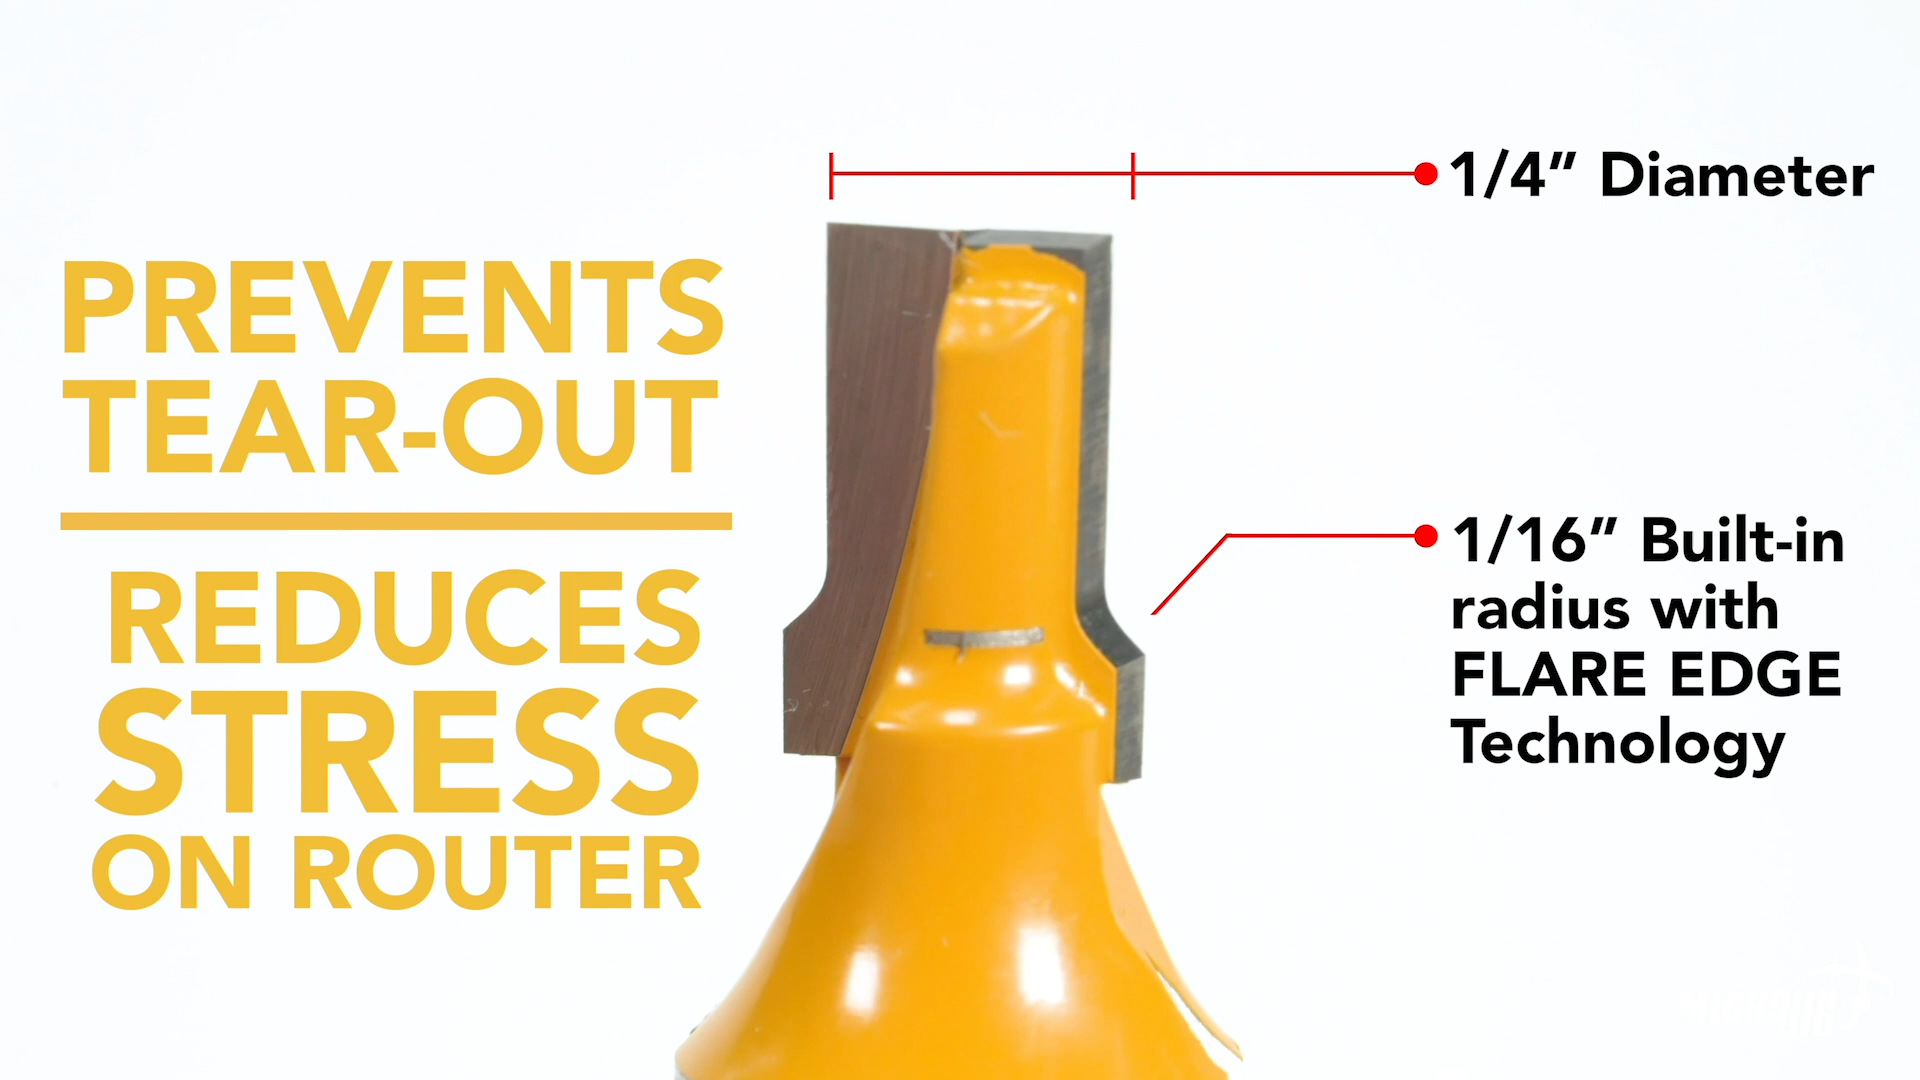 PREVENTS
TEAR-OUT
REDUCES
STRESS
ON ROUTER
1/4” Diameter
1/16” Built-in
radius with
FLARE EDGE
Technology